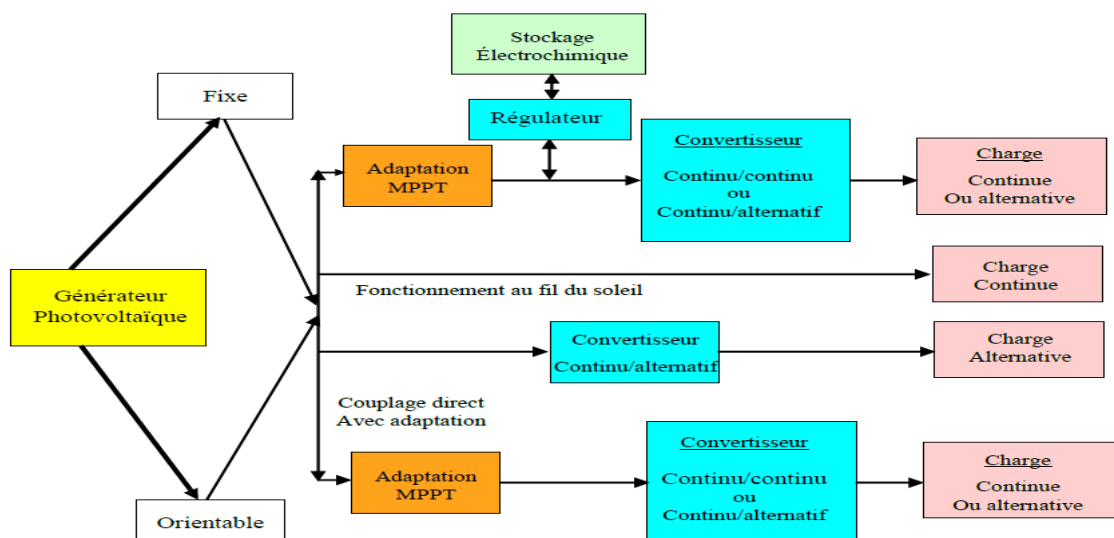 Stockage
Électrochimique
Fixe
Régulateur
Convertisseur
Continu/continu
ou
Continu/alternatif
Adaptation
MPPT
Charge
Continue
Ou alternative
Générateur
Photovoltaïque
Fonctionnement au fil du soleil
Charge
Continue
Convertisseur
Continu/alternatif
Charge
Alternative
Couplage direct
Avec adaptation
Adaptation
MPPT
Convertisseur
Continu/continu
ou
Continu/alternatif
Charge
Continue
Ou alternative
Orientable